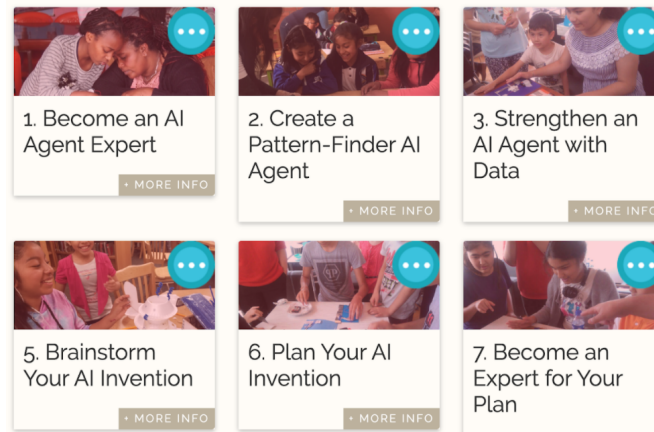 1. Become an AI
Agent Expert
+ MORE INFO
2. Create a
Pattern-Finder AI
Agent
+ MORE INFO
3. Strengthen an
AI Agent with
Data
+ MORE INFO
5. Brainstorm
Your AI Invention
+ MORE INFO
6. Plan Your AI
Invention
+ MORE INFO
7. Become an
Expert for Your
Plan